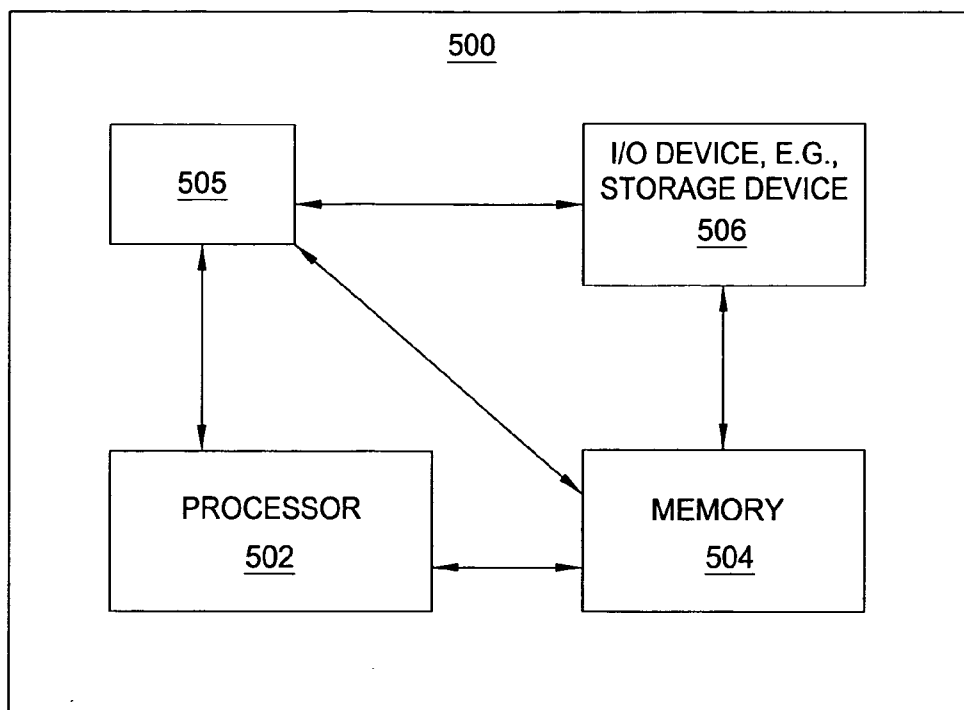 500
505
I/O DEVICE, E.G.,
STORAGE DEVICE
506
PROCESSOR
502
MEMORY
504